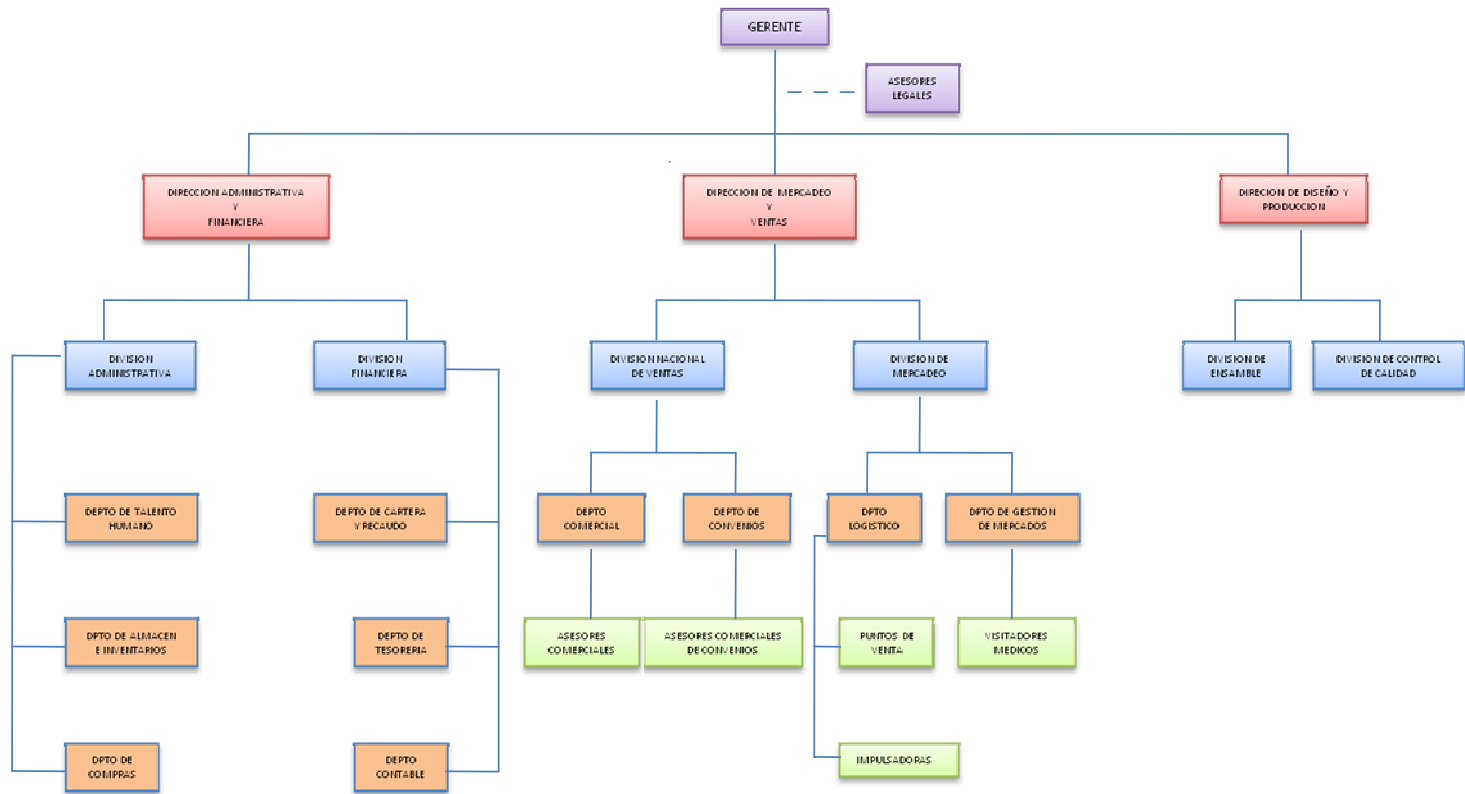 GERENTE
ASESORES
LEGALES
DIRECCION ADMINISTRATIVA
Y
FINANCIERA
DIRECCION DE MERCADEO
Y
VENTAS
DIRECION DE DISEÑO Y
PRODUCCION
DIVISION
ADMINISTRATIVA
DIVISION
FINANCIERA
DIVISION NACIONAL
DE VENTAS
DIVISION DE
MERCADEO
DIVISION DE
ENSAMBLE
DIVISION DE CONTROL
DE CALIDAD
DEPTO DE TALENTO
HUMANO
DEPTO DE CARTERA
Y RECAUDO
DEPTO
COMERCIAL
DEPTO DE
CONVENIOS
DPTO
LOGISTICO
DPTO DE GESTION
DE MERCADOS
DPTO DE ALMACEN
E INVENTARIOS
DEPTO DE
TESORERIA
ASESORES
COMERCIALES
ASESORES COMERCIALES
DE CONVENIOS
PUNTOS DE
VENTA
VISITADORES
MEDICOS
DPTO DE
COMPRAS
DEPTO
CONTABLE
IMPULSADORAS